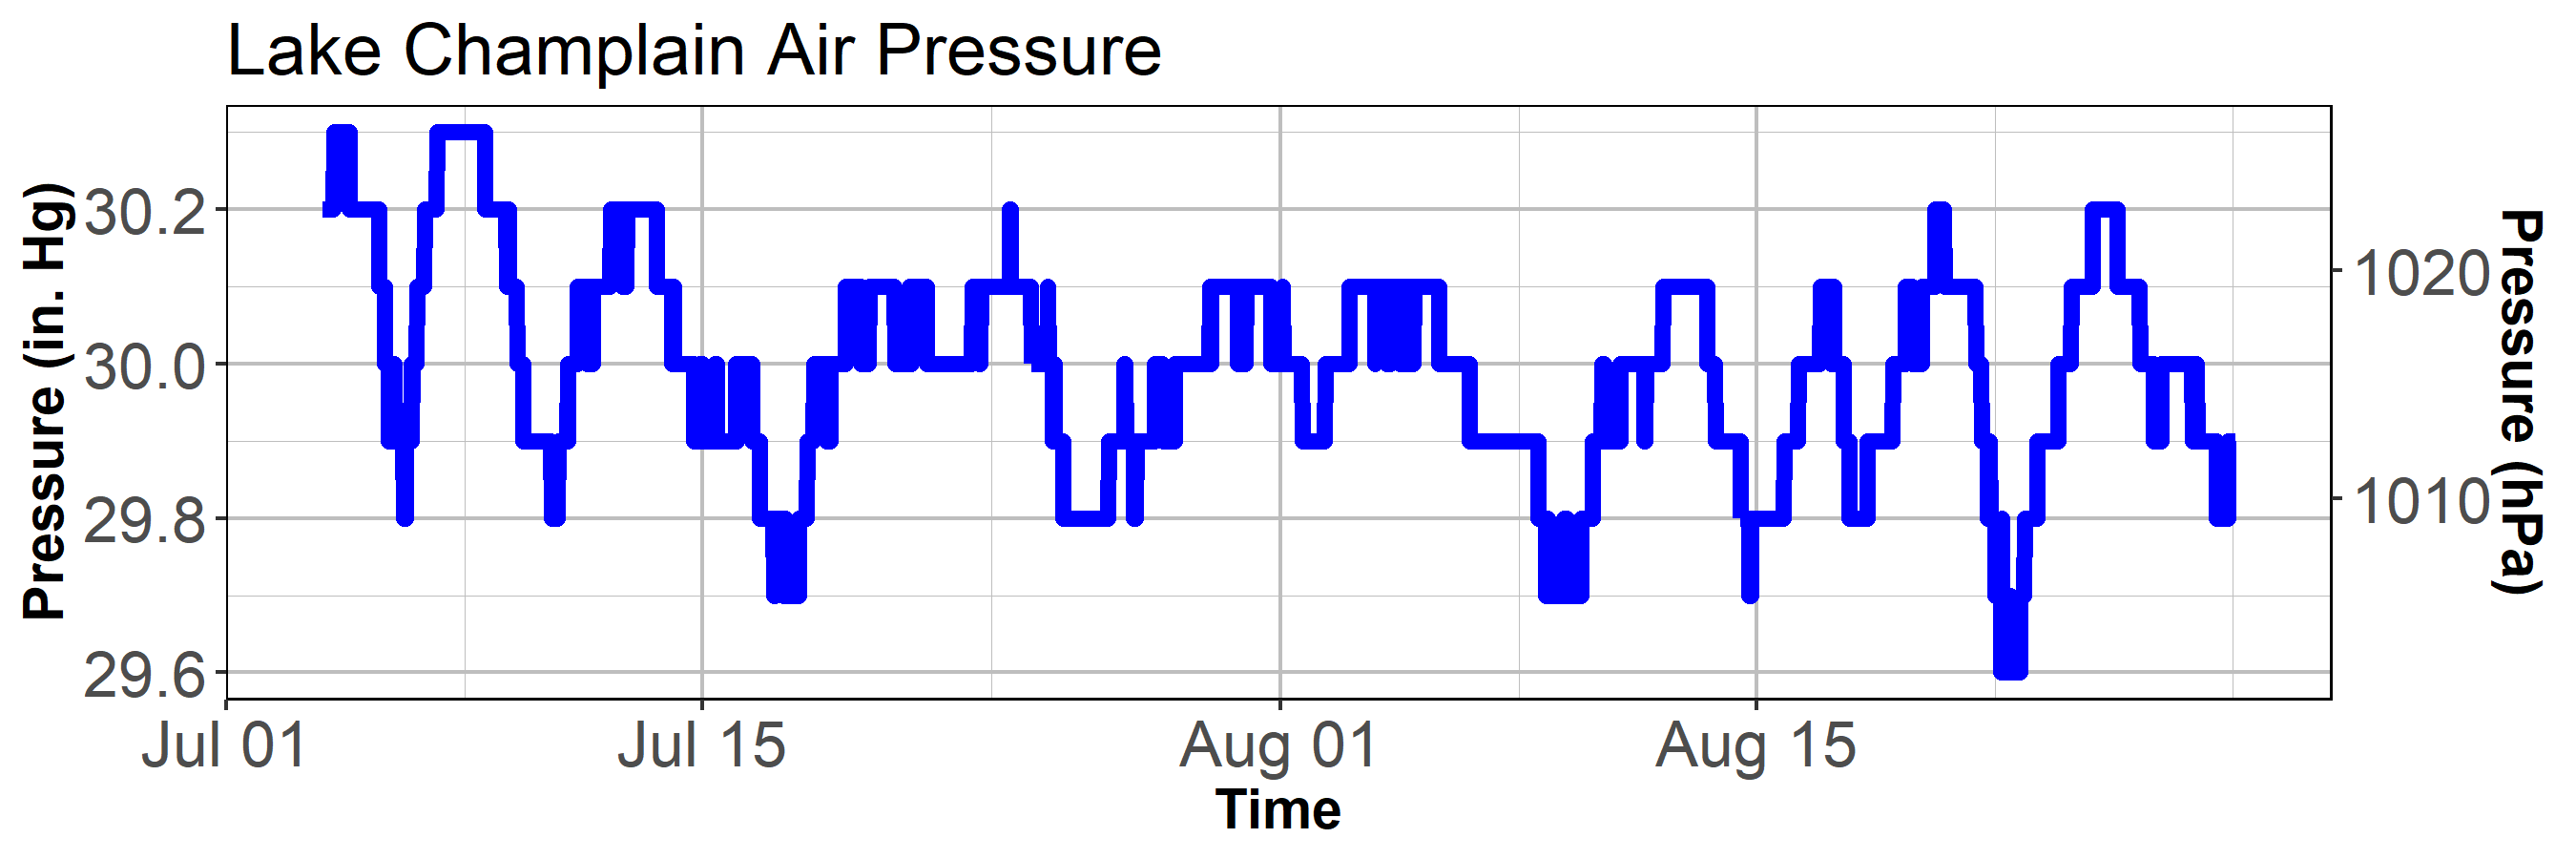 Lake Champlain Air Pressure
Pressure (in. Hg)
30.2
30.0
29.8
29.6
1020
1010
Pressure (hPa)
Jul 01
Jul 15
Aug 01
Aug 15
Time